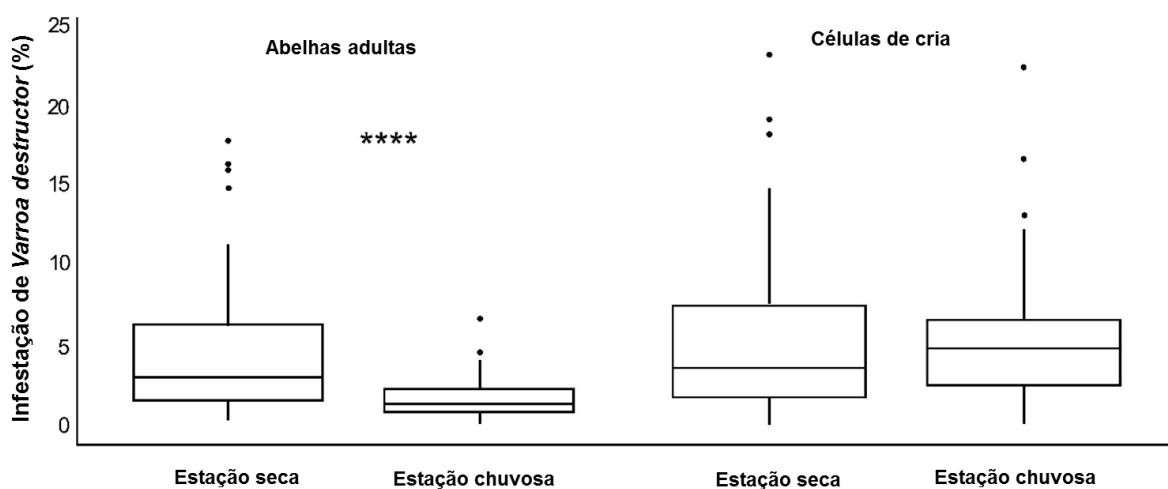 Infestação de Varroa destructor (%)
25
20
15
10
5
0
Abelhas adultas
Células de cria
****
Estação seca
Estação chuvosa
Estação seca
Estação chuvosa